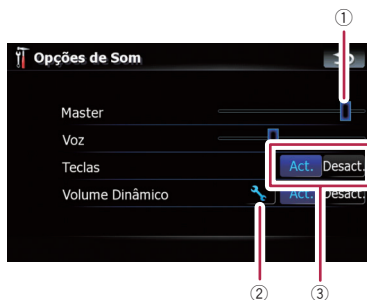 ①
Opções de Som
Master
Voz
Teclas Act. Desact.
Volume Dinâmico Act. Desact.
② ③